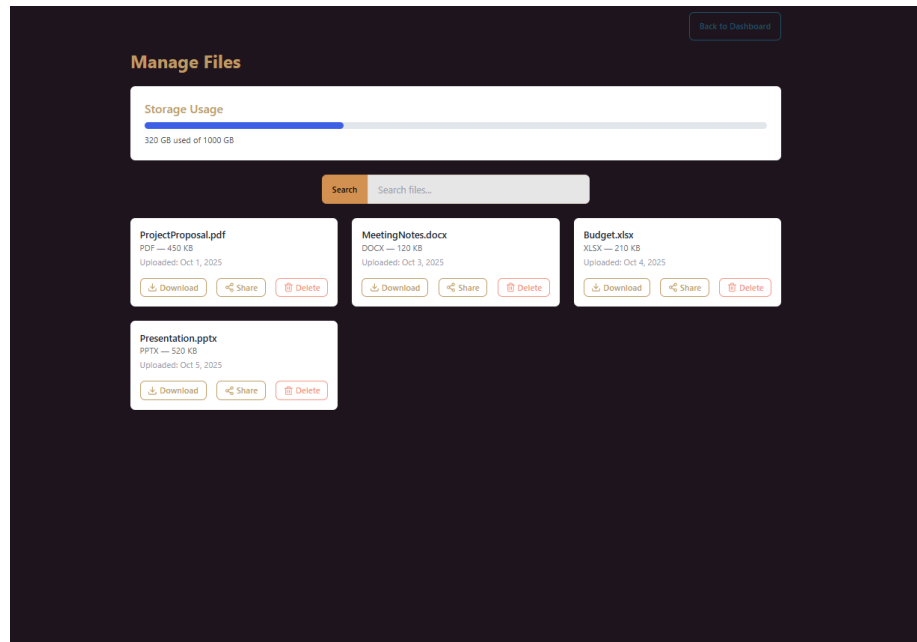 Back to Dashboard
Manage Files
Storage Usage
320 GB used of 1000 GB
Search Search files...
ProjectProposal.pdf
PDF — 450 KB
Uploaded: Oct 1, 2025
Download Share Delete
MeetingNotes.docx
DOCX — 120 KB
Uploaded: Oct 3, 2025
Download Share Delete
Budget.xlsx
XLSX — 210 KB
Uploaded: Oct 4, 2025
Download Share Delete
Presentation.pptx
PPTX — 520 KB
Uploaded: Oct 5, 2025
Download Share Delete